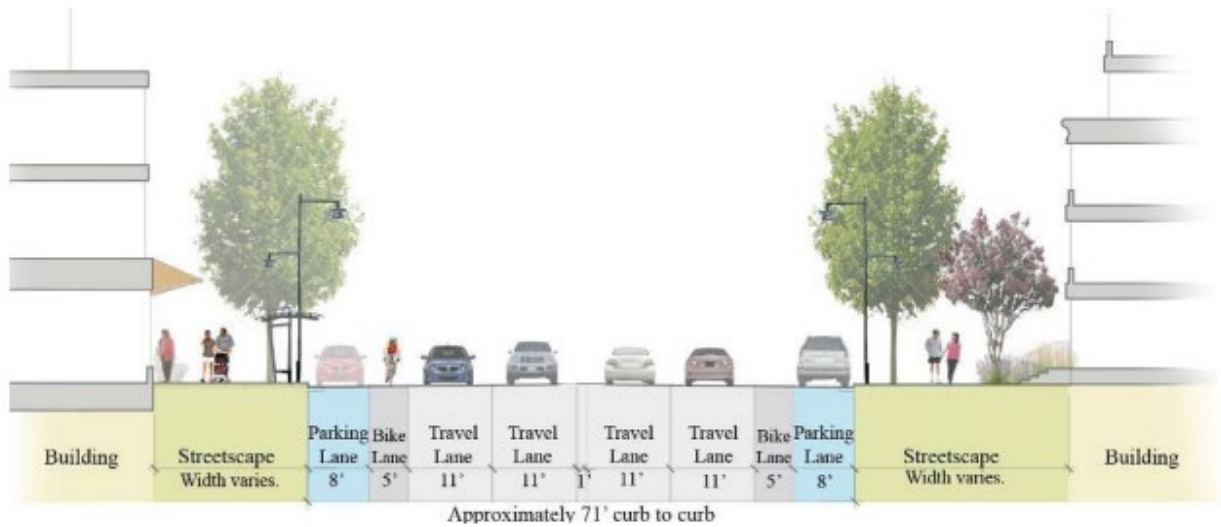 Building
Streetscape
Width varies.
Parking
Lane
8'
Bike
Lane
5'
Travel
Lane
11'
Travel
Lane
11'
1'
Travel
Lane
11'
Travel
Lane
11'
Bike
Lane
5'
Parking
Lane
8'
Streetscape
Width varies.
Building
Approximately 71' curb to curb